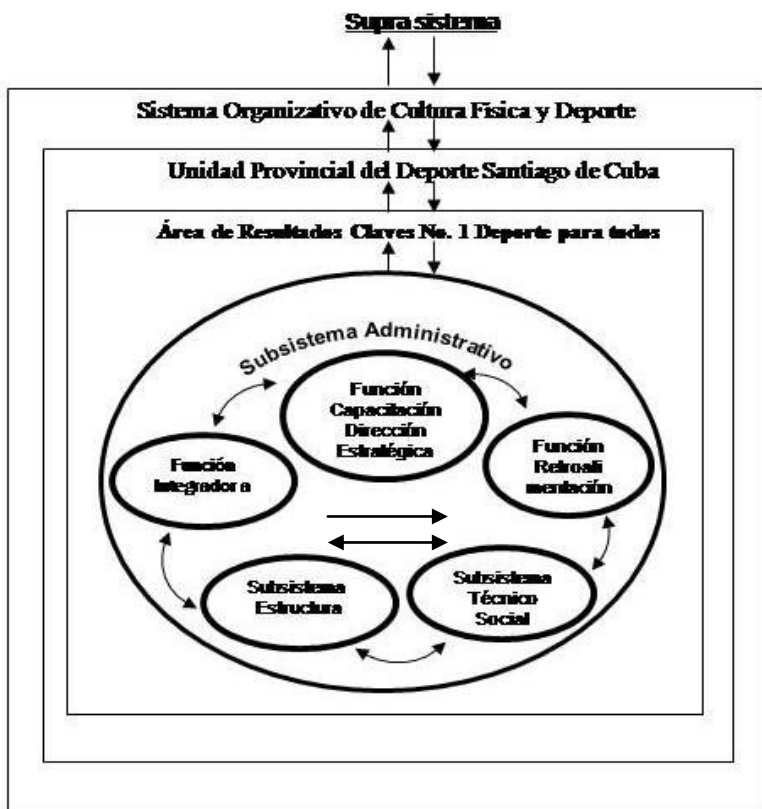 Supra sistema
Sistema Organizativo de Cultura Física y Deporte
Unidad Provincial del Deporte Santiago de Cuba
Área de Resultados Claves No. 1 Deporte para todos
Subsistema Administrativo
Función
Capacitación
Dirección
Estratégica
Función
Integradora
Función
Retroali
mentación
Subsistema
Estructura
Subsistema
Técnico
Social